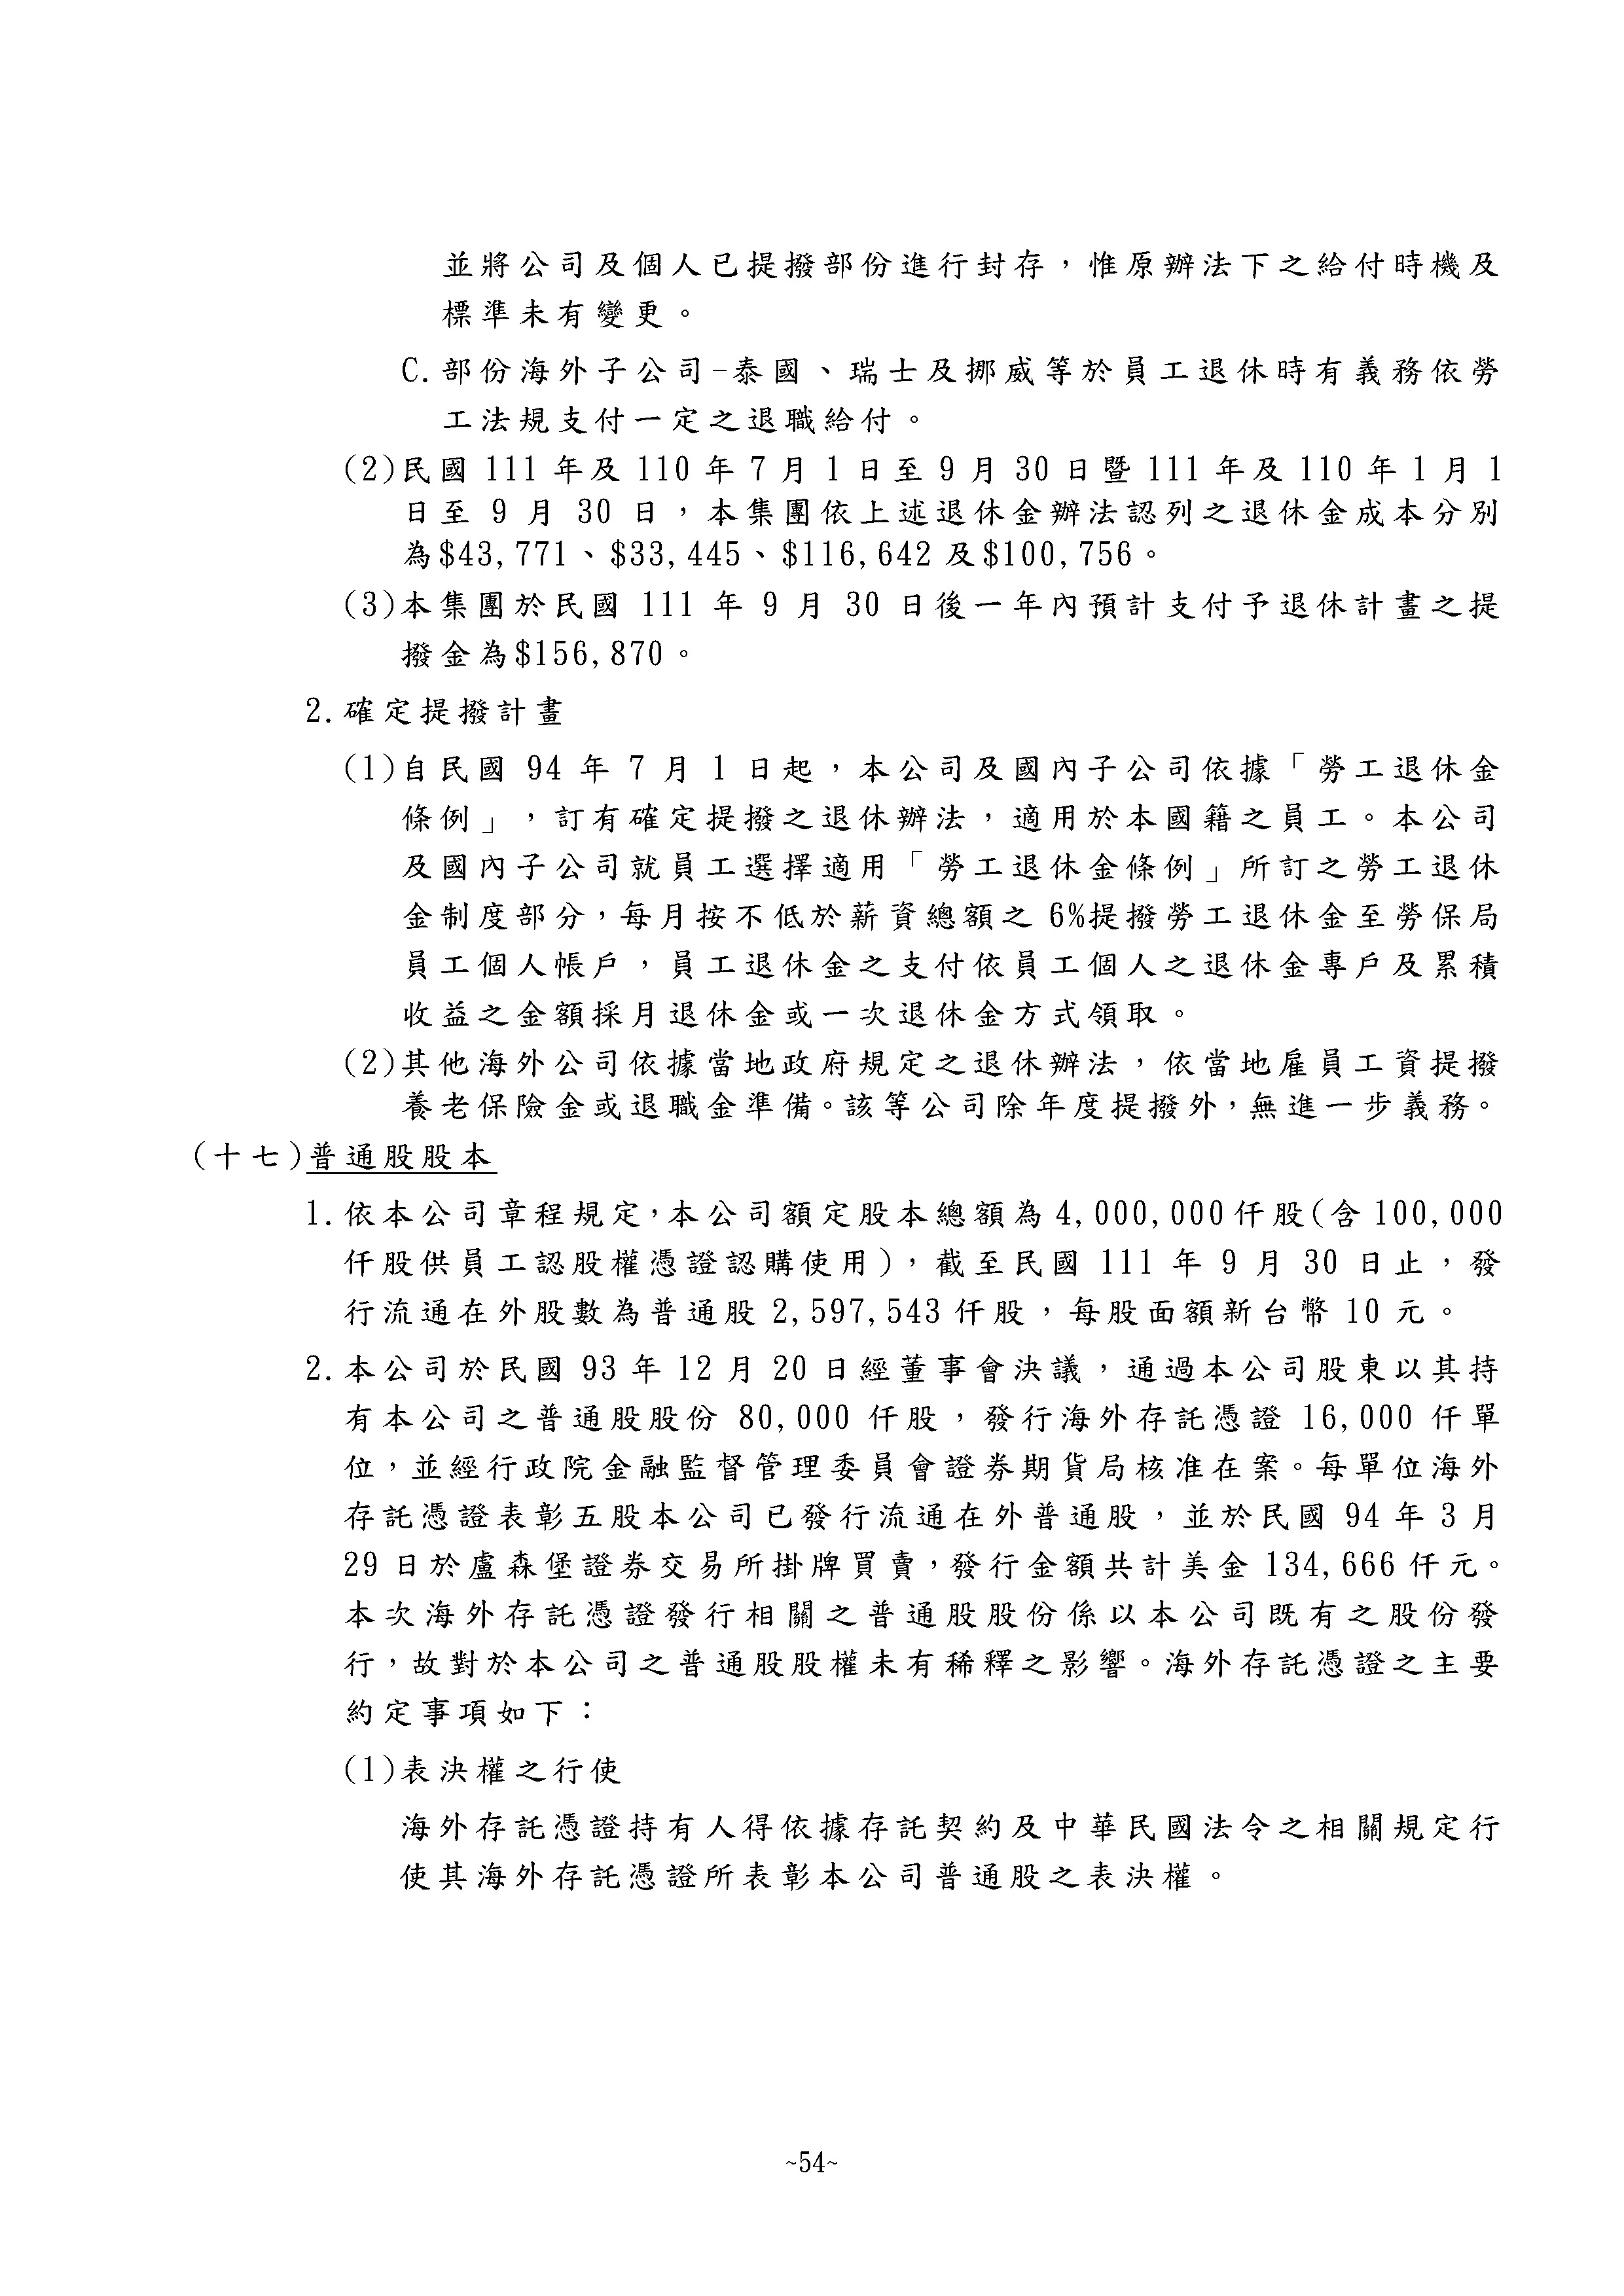 並將公司及個人已提撥部份進行封存，惟原辦法下之給付時機及
標準未有變更。
C.部份海外子公司-泰國、瑞士及挪威等於員工退休時有義務依勞
工法規支付一定之退職給付。
(2)民國 111 年及 110 年 7 月 1 日至 9 月 30 日暨 111 年及 110 年 1 月 1
日至 9 月 30 日，本集團依上述退休金辦法認列之退休金成本分別
為$43,771、$33,445、$116,642 及$100,756。
(3)本集團於民國 111 年 9 月 30 日後一年內預計支付予退休計畫之提
撥金為$156,870。
2.確定提撥計畫
(1)自民國 94 年 7 月 1 日起，本公司及國內子公司依據「勞工退休金
條例」，訂有確定提撥之退休辦法，適用於本國籍之員工。本公司
及國內子公司就員工選擇適用「勞工退休金條例」所訂之勞工退休
金制度部分，每月按不低於薪資總額之 6%提撥勞工退休金至勞保局
員工個人帳戶，員工退休金之支付依員工個人之退休金專戶及累積
收益之金額採月退休金或一次退休金方式領取。
(2)其他海外公司依據當地政府規定之退休辦法，依當地雇員工資提撥
養老保險金或退職金準備。該等公司除年度提撥外，無進一步義務。
(十七)普通股股本
1.依本公司章程規定，本公司額定股本總額為 4,000,000 仟股(含 100,000
仟股供員工認股權憑證認購使用)，截至民國 111 年 9 月 30 日止，發
行流通在外股數為普通股 2,597,543 仟股，每股面額新台幣 10 元。
2.本公司於民國 93 年 12 月 20 日經董事會決議，通過本公司股東以其持
有本公司之普通股股份 80,000 仟股，發行海外存託憑證 16,000 仟單
位，並經行政院金融監督管理委員會證券期貨局核准在案。每單位海外
存託憑證表彰五股本公司已發行流通在外普通股，並於民國 94 年 3 月
29 日於盧森堡證券交易所掛牌買賣，發行金額共計美金 134,666 仟元。
本次海外存託憑證發行相關之普通股股份係以本公司既有之股份發
行，故對於本公司之普通股股權未有稀釋之影響。海外存託憑證之主要
約定事項如下：
(1)表決權之行使
海外存託憑證持有人得依據存託契約及中華民國法令之相關規定行
使其海外存託憑證所表彰本公司普通股之表決權。
~54~